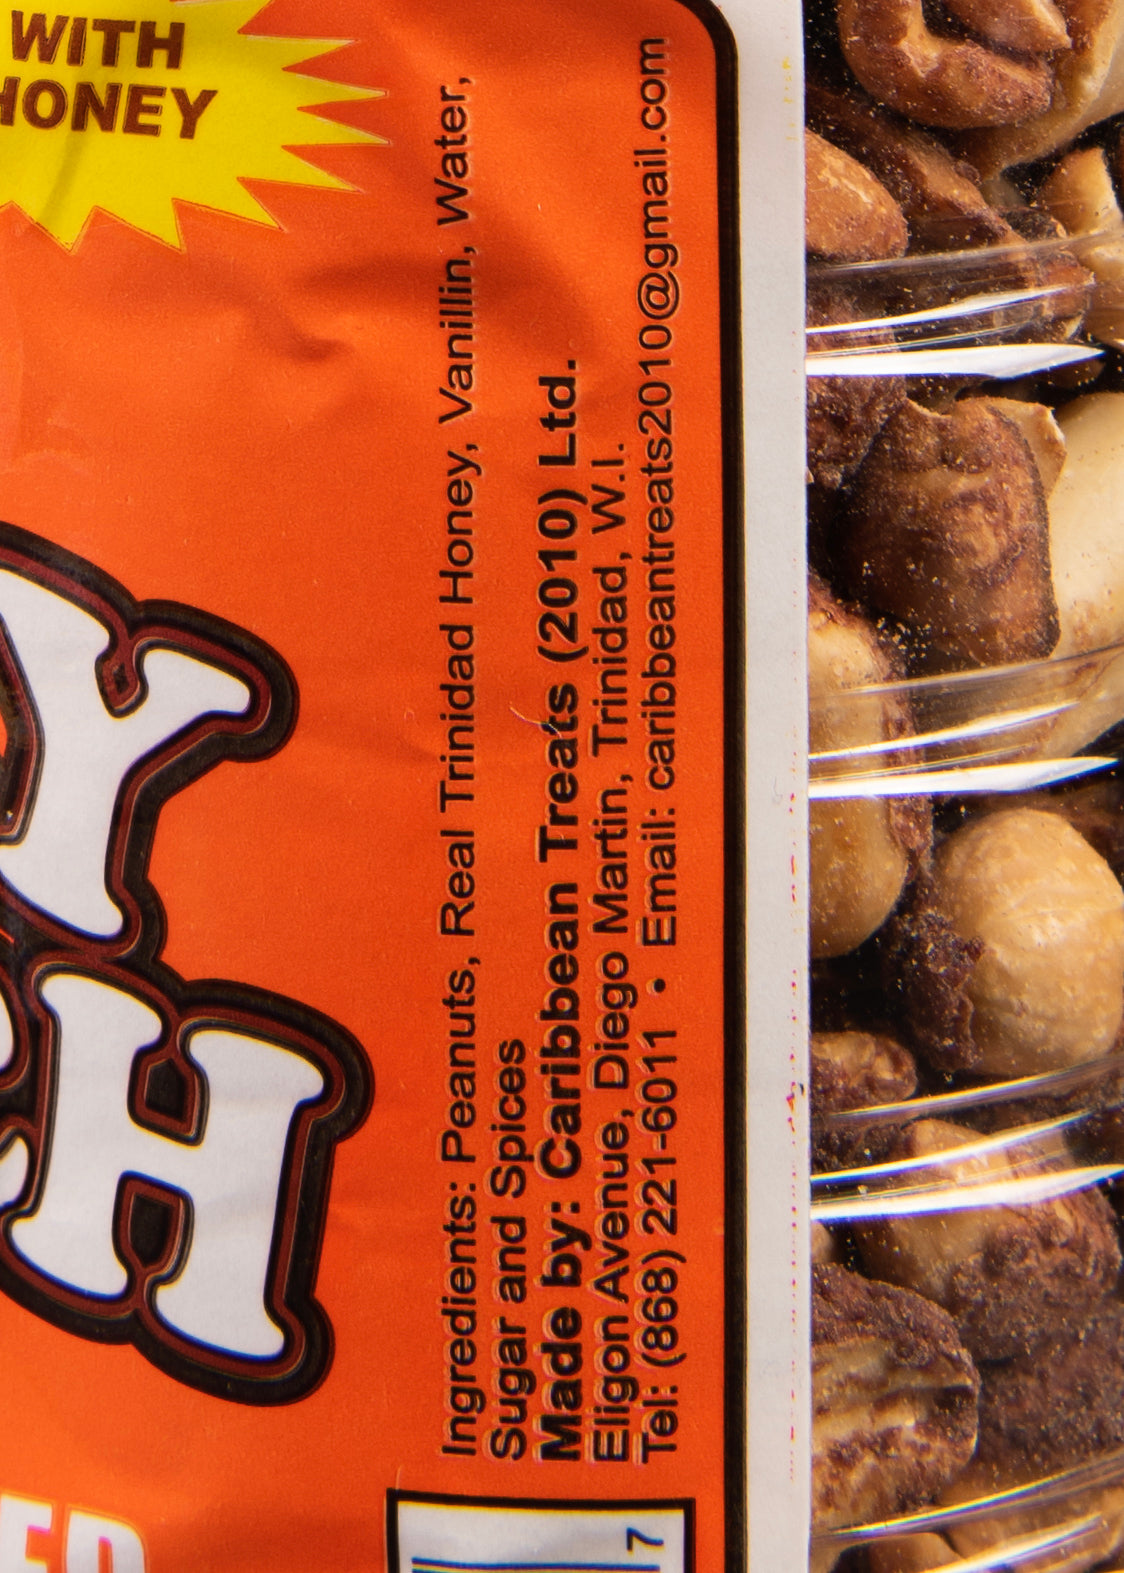 WITH
HONEY
Y
H
Ingredients: Peanuts, Real Trinidad Honey, Vanillin, Water,
Sugar and Spices
Made by: Caribbean Treats (2010) Ltd.
Eligon Avenue, Diego Martin, Trinidad, W.I.
Tel: (868) 221-6011 • Email: caribbeantreats2010@gmail.com
7